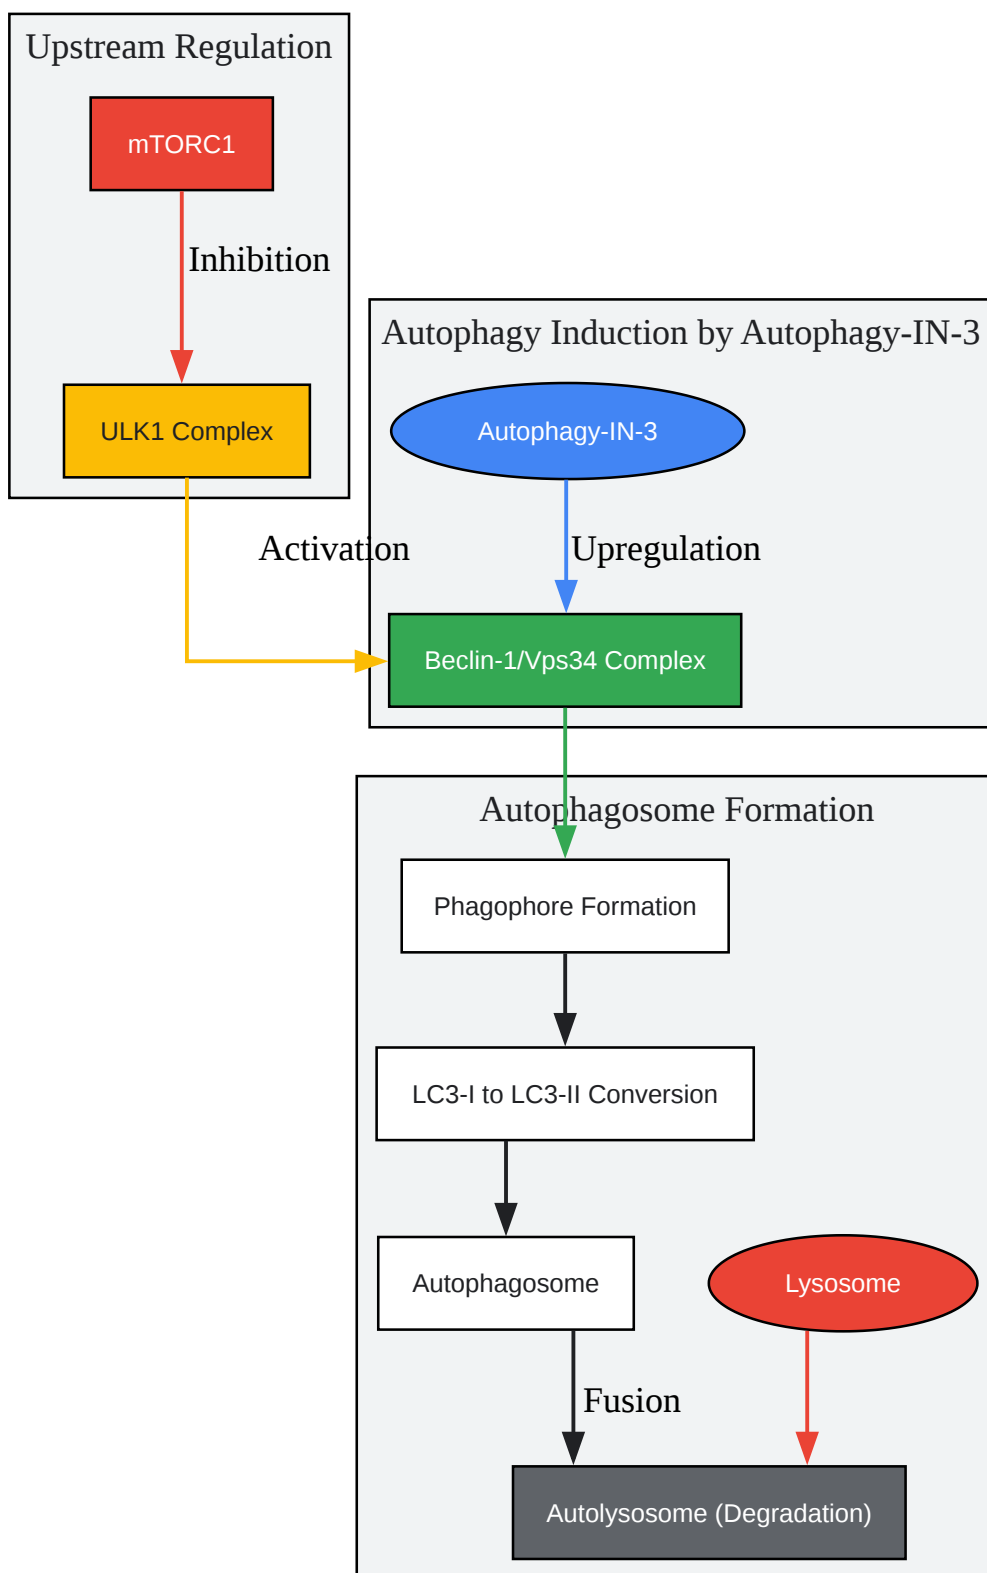 Upstream Regulation
mTORC1
Inhibition
ULK1 Complex
Activation
Autophagy Induction by Autophagy-IN-3
Autophagy-IN-3
Upregulation
Beclin-1/Vps34 Complex
Autophagosome Formation
Phagophore Formation
LC3-I to LC3-II Conversion
Autophagosome
Lysosome
Fusion
Autolysosome (Degradation)